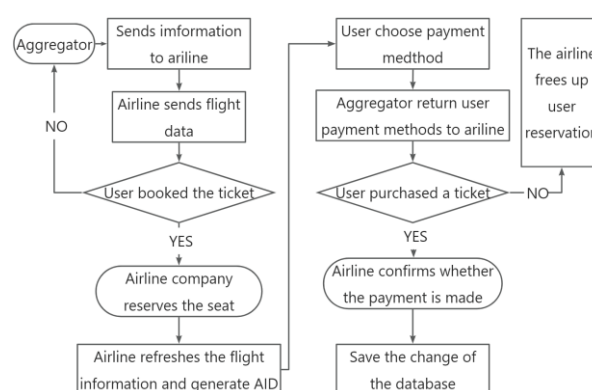 Aggregator
Sends imformation
to ariline
Airline sends flight
data
NO
User booked the ticket
YES
Airline company
reserves the seat
Airline refreshes the flight
information and generate AID
User choose payment
medthod
Aggregator return user
payment methods to ariline
User purchased a ticket
NO
The airline
frees up
user
reservation
YES
Airline confirms whether
the payment is made
Save the change of
the database